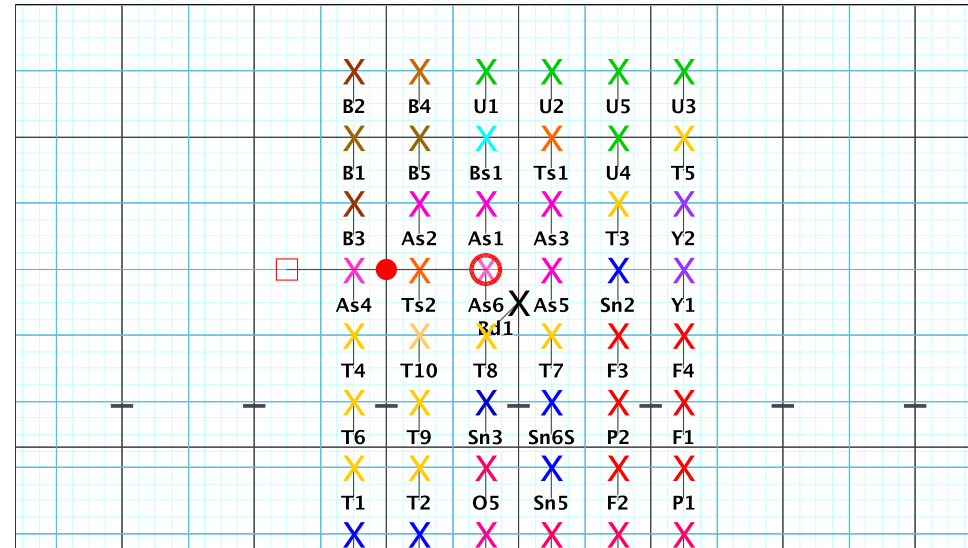 B2 B4 U1 U2 U5 U3
B1 B5 Bs1 Ts1 U4 T5
B3 As2 As1 As3 T3 Y2
As4 Ts2 As6 As5 Sn2 Y1
Bd1
T4 T10 T8 T7 F3 F4
T6 T9 Sn3 Sn6S P2 F1
T1 T2 O5 Sn5 F2 P1